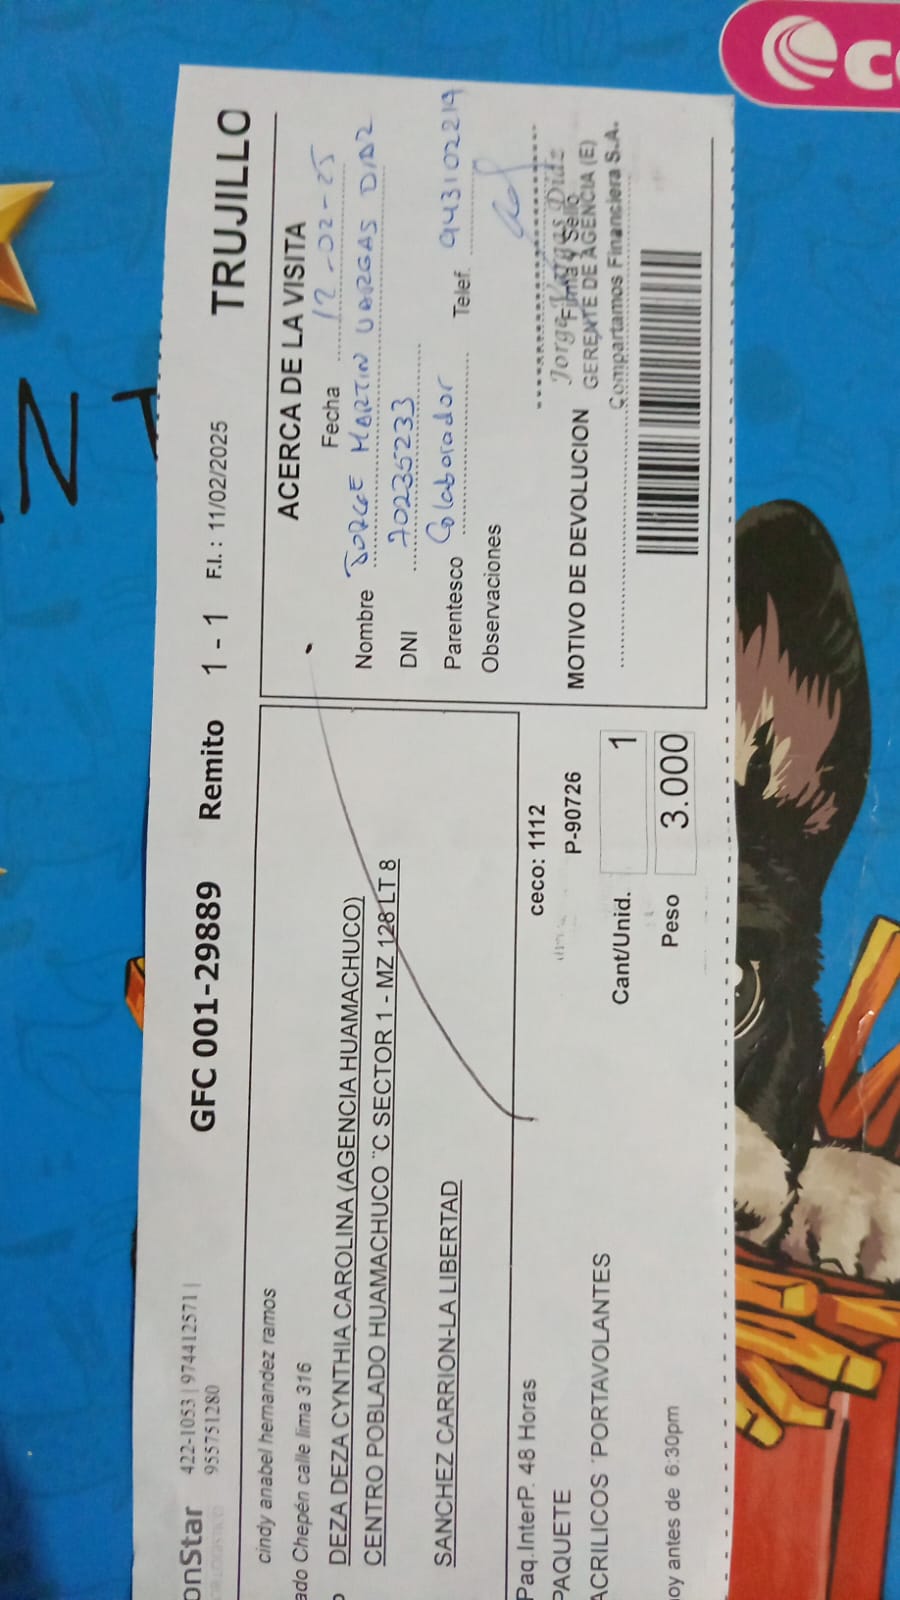 onStar 422-1053 | 974412571 |
955751280
GFC 001-29889 Remito 1 - 1 F.I. : 11/02/2025 TRUJILLO
cindy anabel hernandez ramos
ado Chepén calle lima 316
DEZA DEZA CYNTHIA CAROLINA (AGENCIA HUAMACHUCO)
CENTRO POBLADO HUAMACHUCO ¨C SECTOR 1 - MZ 128 LT 8
SANCHEZ CARRION-LA LIBERTAD
Paq.InterP. 48 Horas ceco: 1112
PAQUETE P-90726
ACRILICOS ¨PORTAVOLANTES
Cant/Unid. 1
Peso 3.000
oy antes de 6:30pm
ACERCA DE LA VISITA
Fecha 12-02-25
Nombre JORGE MARTIN VARGAS DIAZ
DNI 70235233
Parentesco Colaborador Telef. 943102219
Observaciones
Firma y Sello
Jorge Vargas Diaz
MOTIVO DE DEVOLUCION
GERENTE DE AGENCIA (E)
Compartamos Financiera S.A.